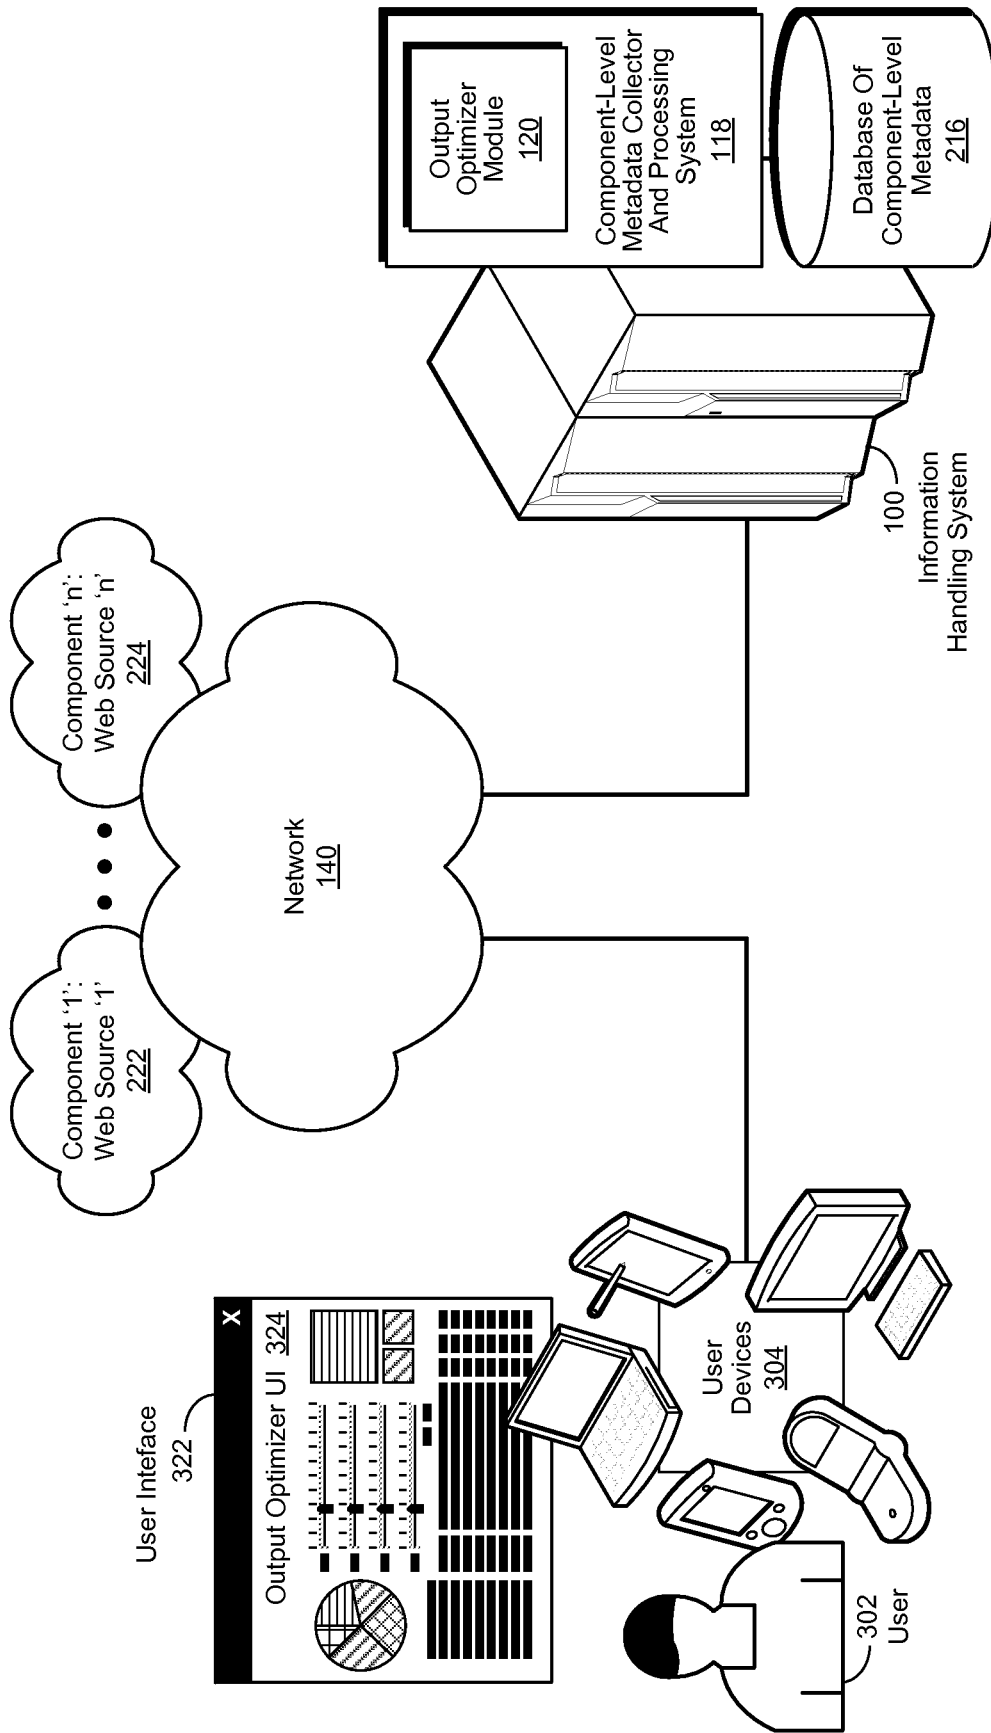 Component ‘1’:
Web Source ‘1’
222
Component ‘n’:
Web Source ‘n’
224
User Inteface
322
X
Output Optimizer UI 324
Network
140
Output
Optimizer
Module
120
Component-Level
Metadata Collector
And Processing
System
118
Database Of
Component-Level
Metadata
216
100
Information
Handling System
User
Devices
304
302
User